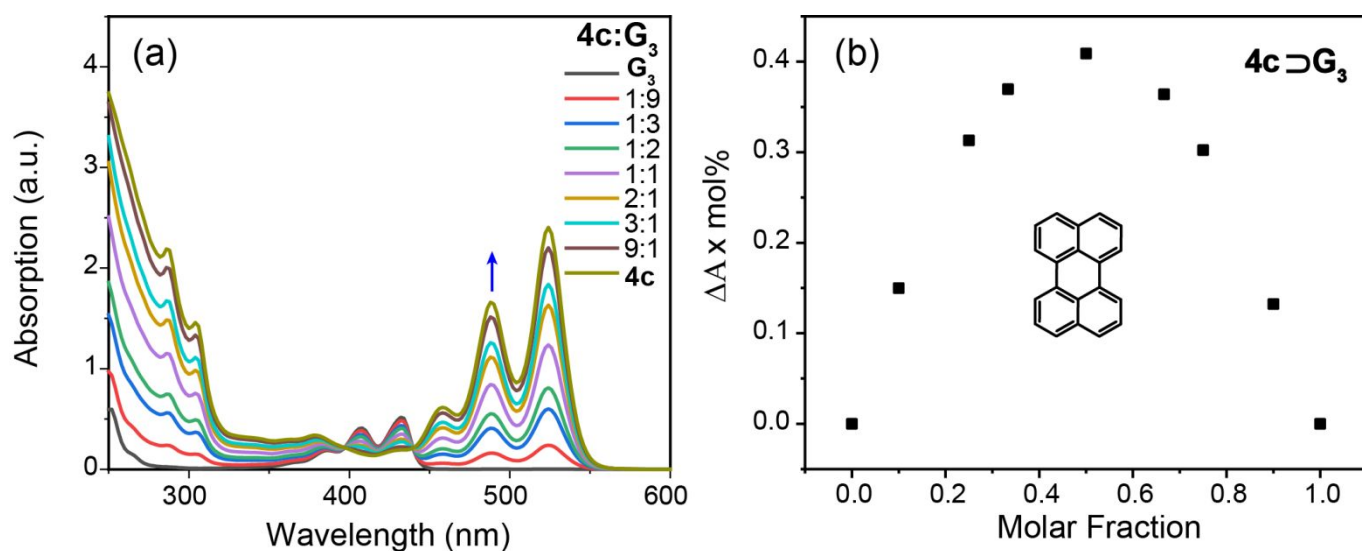 (a)
4c:G₃
G₃
1:9
1:3
1:2
1:1
2:1
3:1
9:1
4c
Absorption (a.u.)
4
3
2
1
0
300
400
500
600
Wavelength (nm)
(b)
4c⊃G₃
ΔA x mol%
0.4
0.3
0.2
0.1
0.0
0.0
0.2
0.4
0.6
0.8
1.0
Molar Fraction